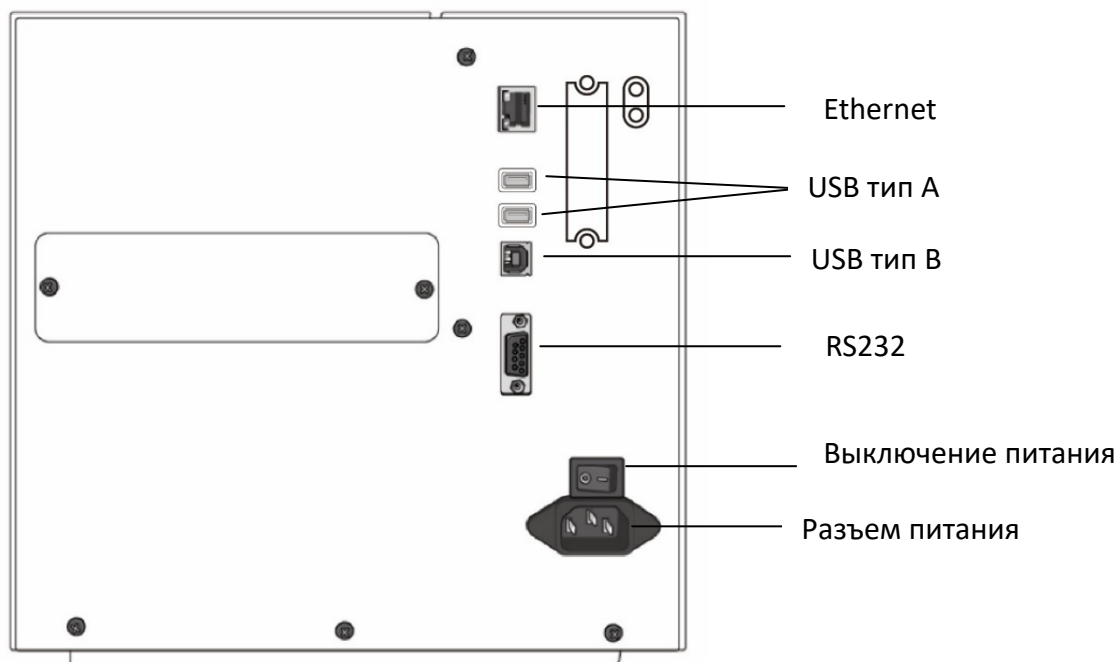 Ethernet
USB тип A
USB тип B
RS232
Выключение питания
Разъем питания